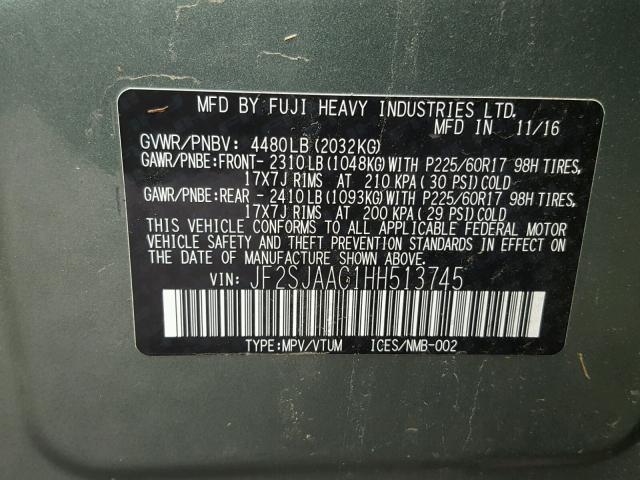 MFD BY FUJI HEAVY INDUSTRIES LTD.
MFD IN 11/16
GVWR/PNBV: 4480LB (2032KG)
GAWR/PNBE:FRONT- 2310 LB (1048KG) WITH P225/60R17 98H TIRES,
17X7J RIMS AT 210 KPA (30 PSI) COLD
GAWR/PNBE:REAR - 2410LB (1093KG) WITH P225/60R17 98H TIRES,
17X7J RIMS AT 200 KPA (29 PSI) COLD
THIS VEHICLE CONFORMS TO ALL APPLICABLE FEDERAL MOTOR
VEHICLE SAFETY AND THEFT PREVENTION STANDARDS IN EFFECT ON
THE DATE OF MANUFACTURE SHOWN ABOVE.
VIN: JF2SJAAC1HH513745
TYPE:MPV/VTUM ICES/NMB-002